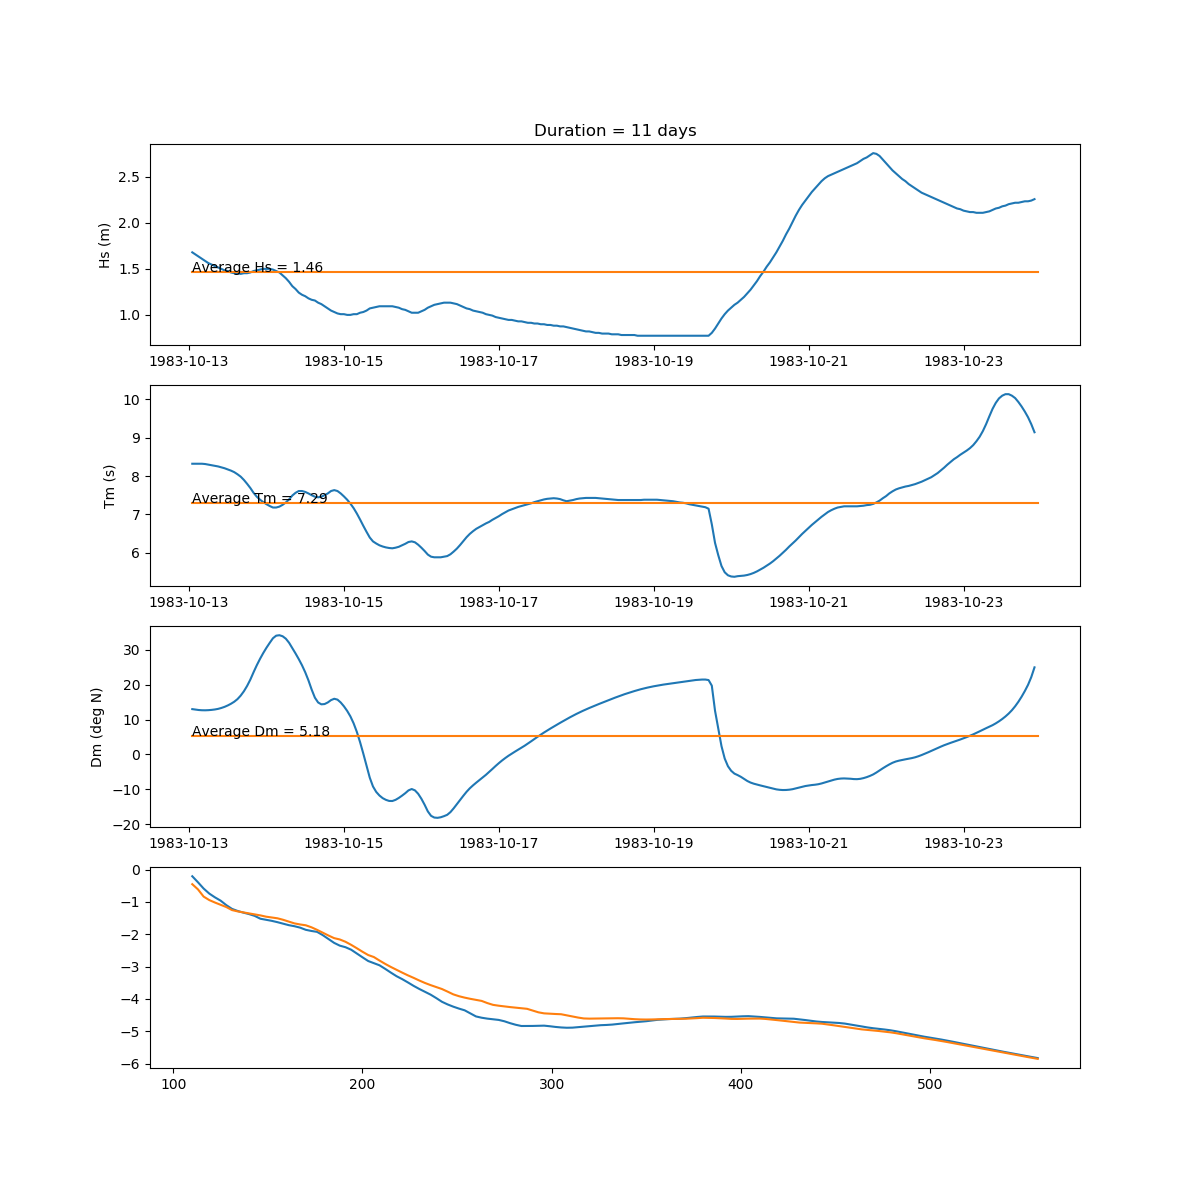 Duration = 11 days
Hs (m)
2.5
2.0
1.5
1.0
Average Hs = 1.46
1983-10-13 1983-10-15 1983-10-17 1983-10-19 1983-10-21 1983-10-23
Tm (s)
10
9
8
7
6
Average Tm = 7.29
1983-10-13 1983-10-15 1983-10-17 1983-10-19 1983-10-21 1983-10-23
Dm (deg N)
30
20
10
0
−10
−20
Average Dm = 5.18
1983-10-13 1983-10-15 1983-10-17 1983-10-19 1983-10-21 1983-10-23
0
−1
−2
−3
−4
−5
−6
100 200 300 400 500